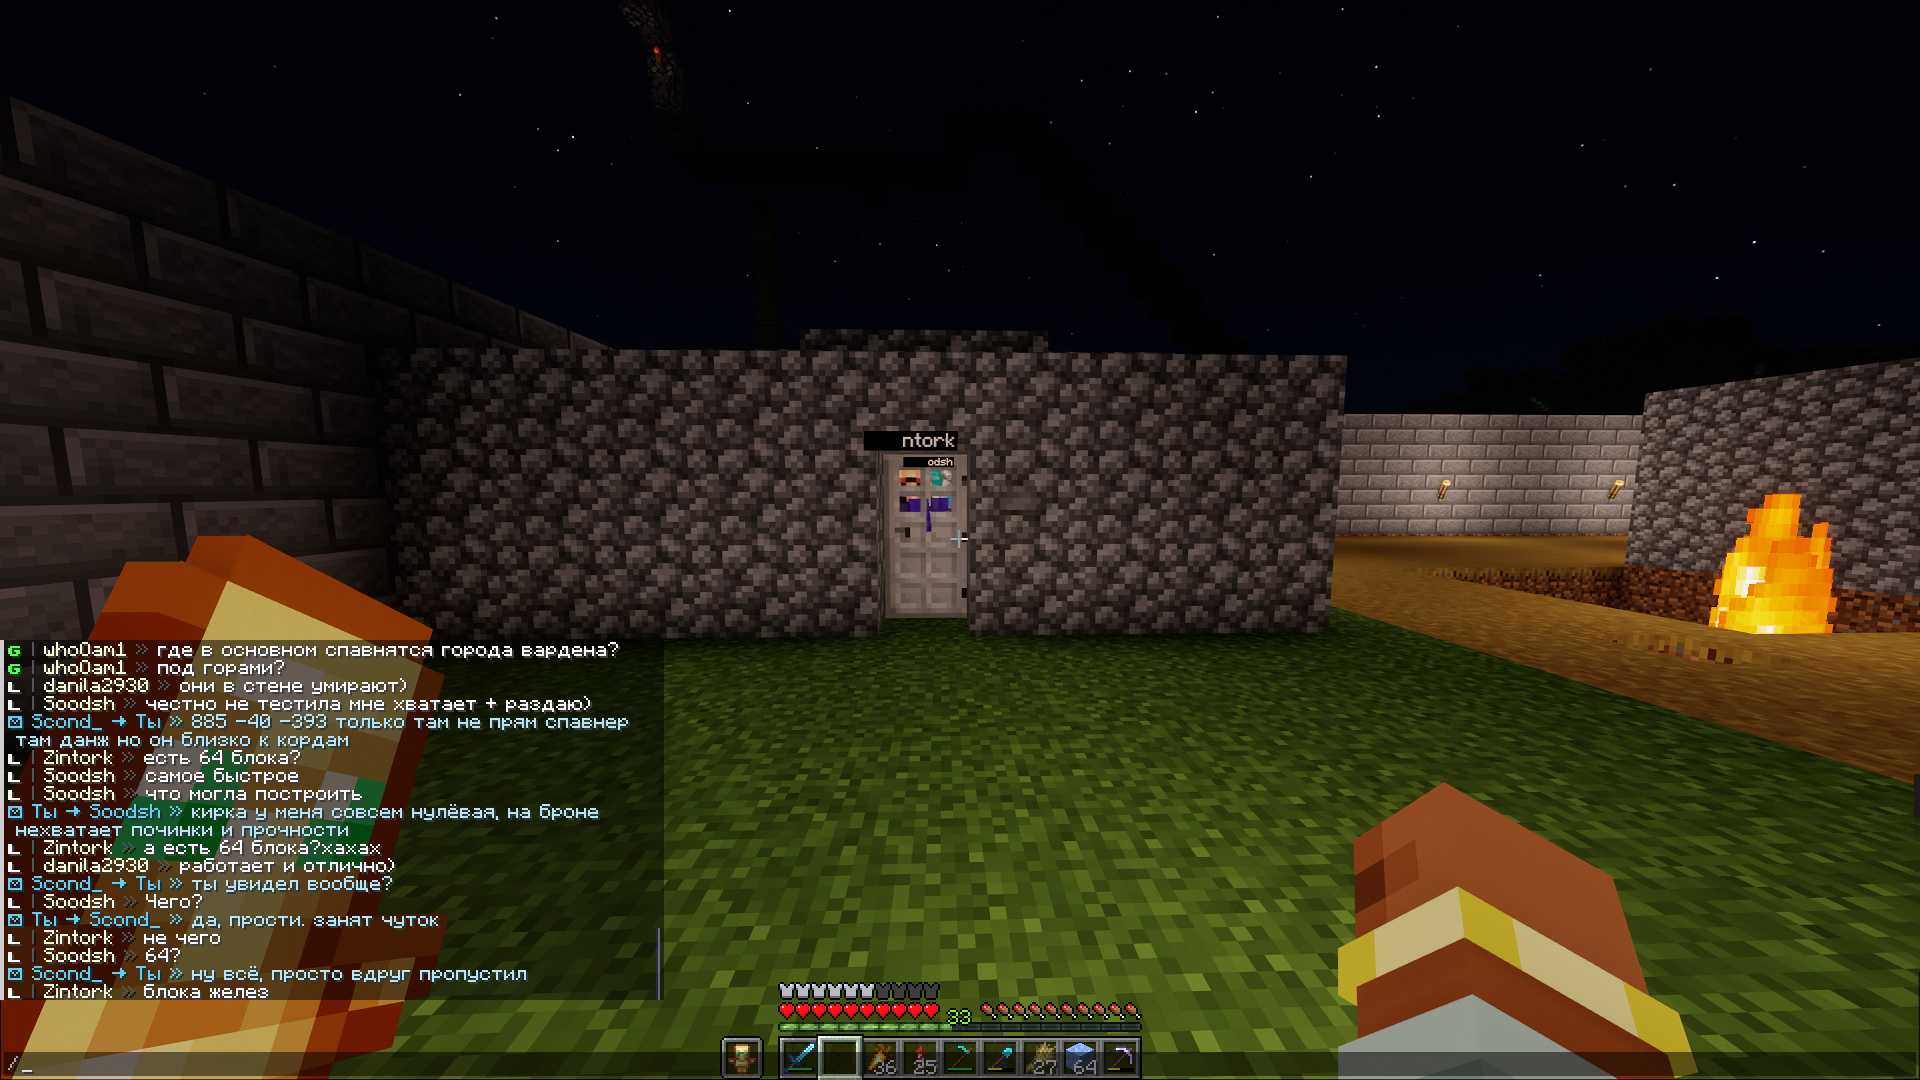 ntork
odsh
G | who0am1 » где в основном спавнятся города вардена?
G | who0am1 » под горами?
L | danila2930 » они в стене умирают)
L | Soodsh » честно не тестила мне хватает + раздаю)
✉ Scond_ → Ты » 885 -40 -393 только там не прям спавнер
там данж но он близко к кордам
L | Zintork » есть 64 блока?
L | Soodsh » самое быстрое
L | Soodsh » что могла построить
✉ Ты → Soodsh » кирка у меня совсем нулёвая, на броне
нехватает починки и прочности
L | Zintork » а есть 64 блока?хахах
L | danila2930 » работает и отлично)
✉ Scond_ → Ты » ты увидел вообще?
L | Soodsh » Чего?
✉ Ты → Scond_ » да, прости. занят чуток
L | Zintork » не чего
L | Soodsh » 64?
✉ Scond_ → Ты » ну всё, просто вдруг пропустил
L | Zintork » блока желез
33
36 25 27 64
/_